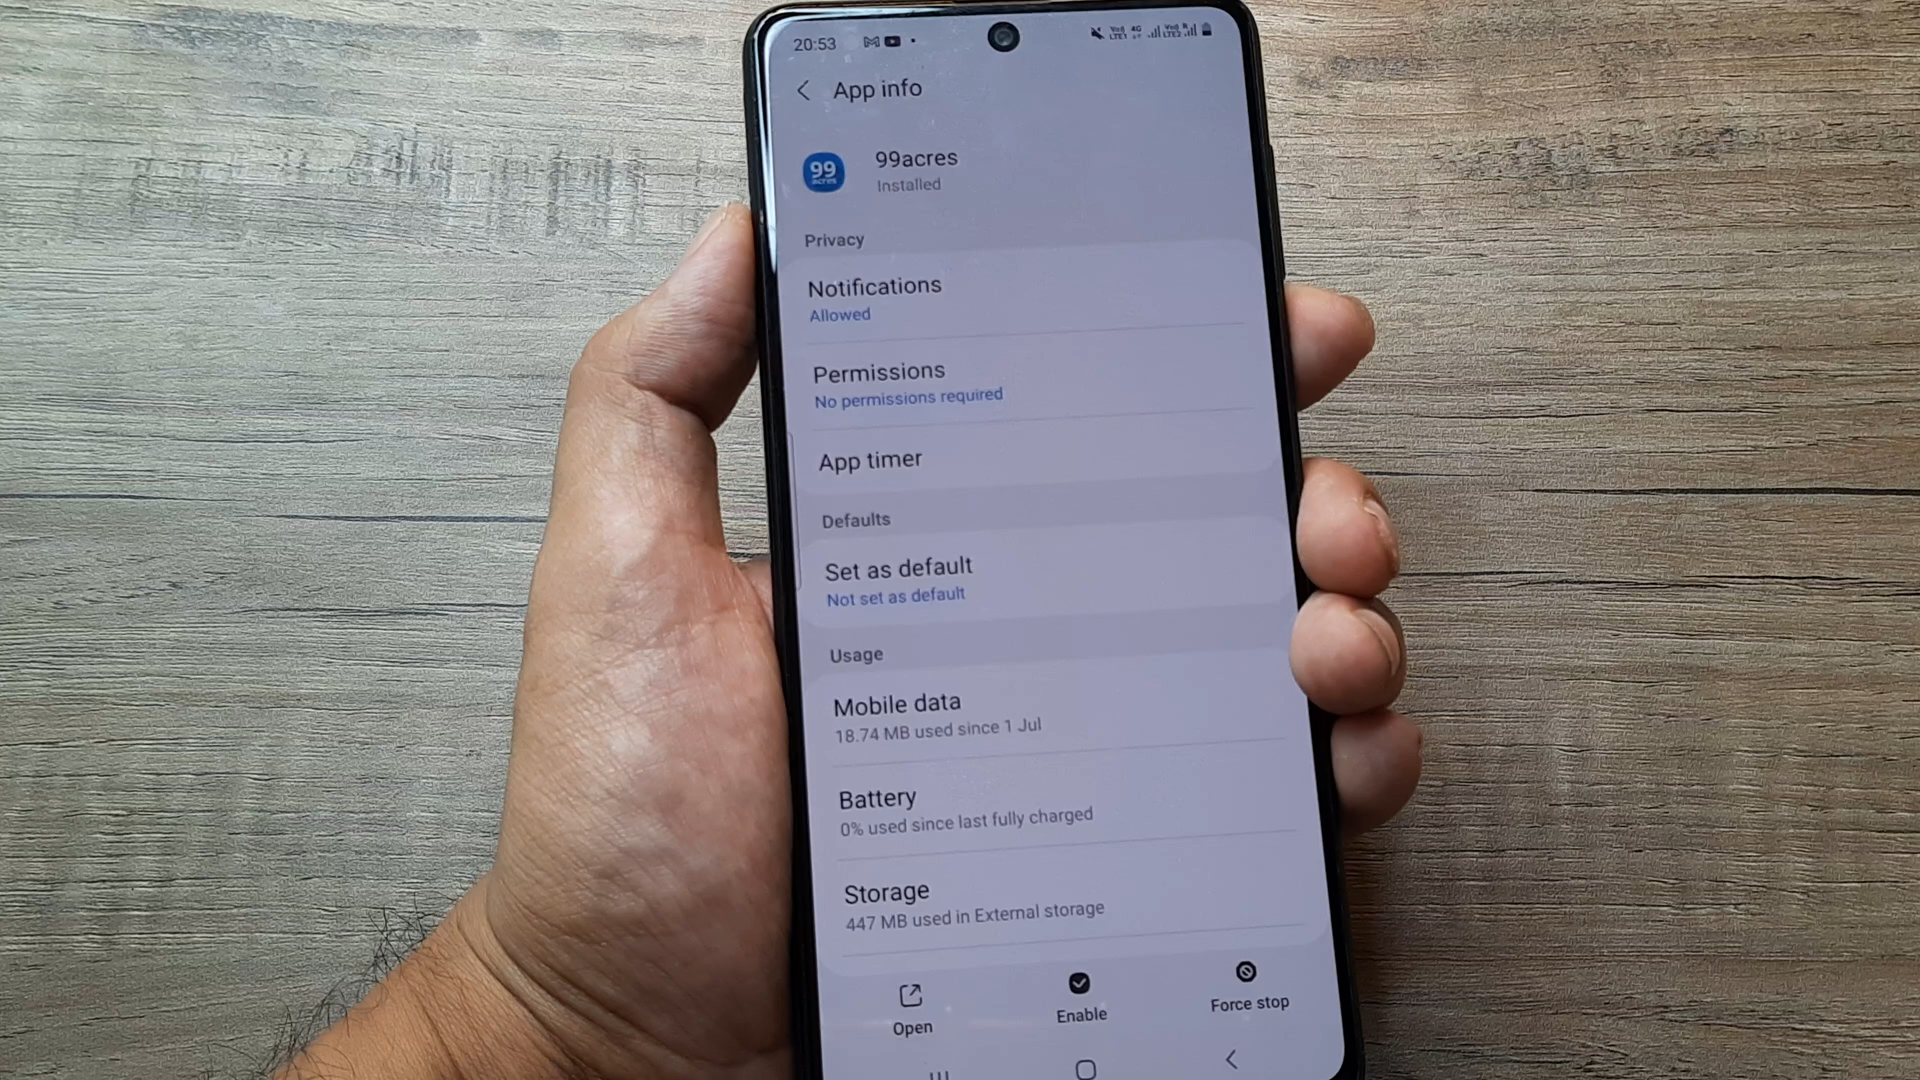 20:53
App info
99
acres
99acres
Installed
Privacy
Notifications
Allowed
Permissions
No permissions required
App timer
Defaults
Set as default
Not set as default
Usage
Mobile data
18.74 MB used since 1 Jul
Battery
0% used since last fully charged
Storage
447 MB used in External storage
Open
Enable
Force stop